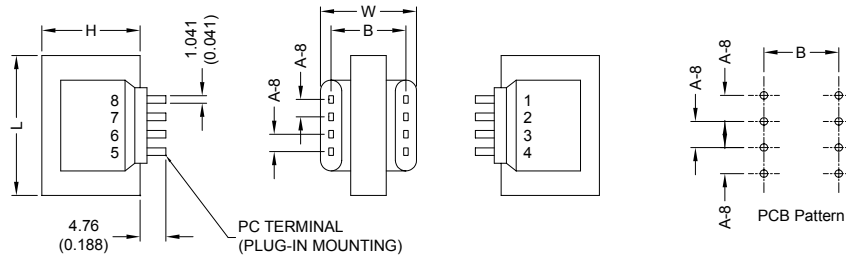 H
1.041
(0.041)
L
8
7
6
5
4.76
(0.188)
PC TERMINAL
(PLUG-IN MOUNTING)
W
B
A-8
A-8
1
2
3
4
A-8
A-8
A-8
B
PCB Pattern